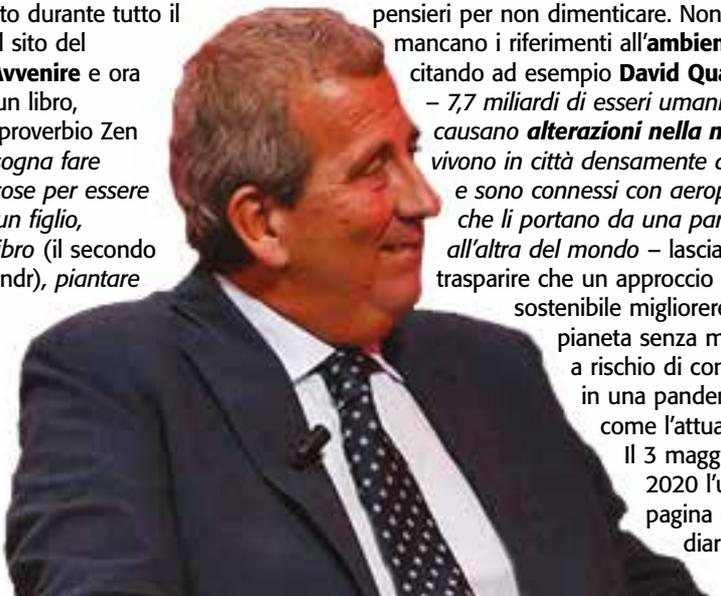 to durante tutto il
l sito del
Avvenire e ora
un libro,
proverbio Zen
sogna fare
cose per essere
un figlio,
ibro (il secondo
ndr), piantare
pensieri per non dimenticare. Non
mancano i riferimenti all'ambien
citando ad esempio David Qua
– 7,7 miliardi di esseri umani
causano alterazioni nella n
vivono in città densamente
e sono connessi con aerop
che li portano da una par
all'altra del mondo – lascia
trasparire che un approccio
sostenibile migliorere
pianeta senza m
a rischio di con
in una pander
come l'attua
Il 3 magg
2020 l'u
pagina
diar